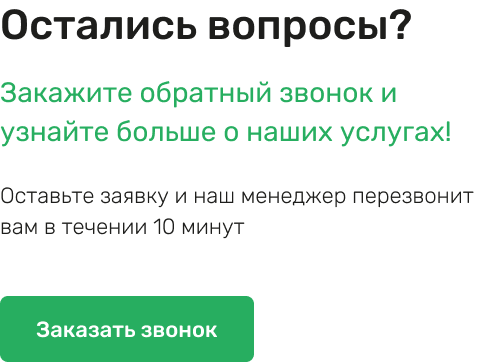 Остались вопросы?
Закажите обратный звонок и
узнайте больше о наших услугах!
Оставьте заявку и наш менеджер перезвонит
вам в течении 10 минут
Заказать звонок